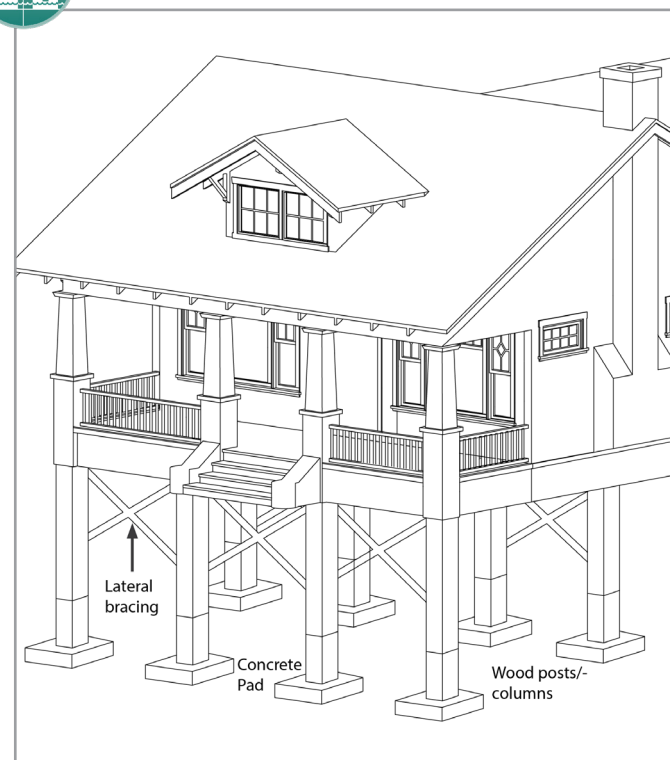 Lateral
bracing
Concrete
Pad
Wood posts/-
columns